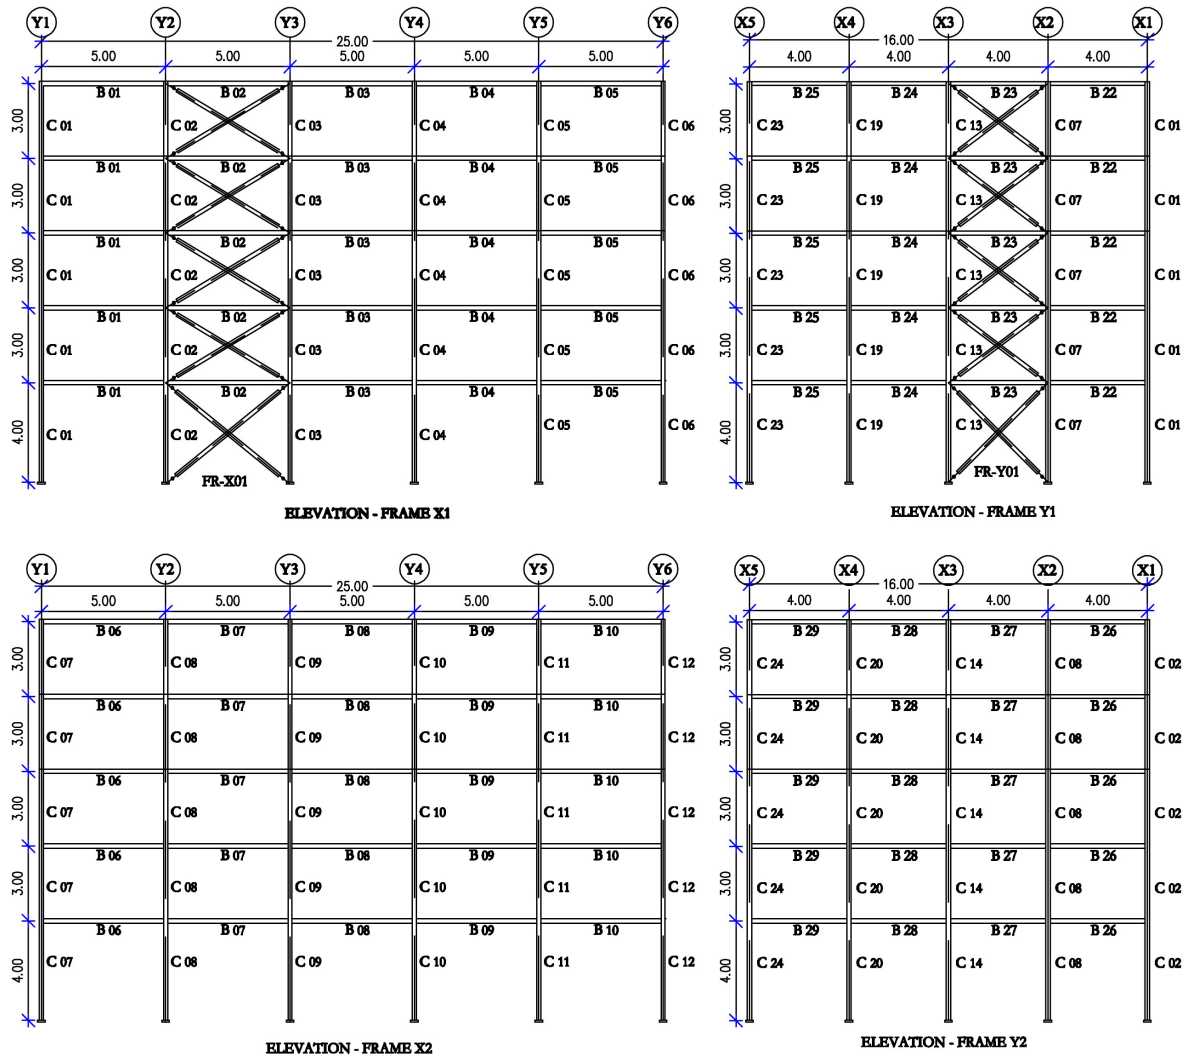 Y1 Y2 Y3 Y4 Y5 Y6
25.00
5.00 5.00 5.00 5.00 5.00
B 01 B 02 B 03 B 04 B 05
3.00 C 01 C 02 C 03 C 04 C 05 C 06
B 01 B 02 B 03 B 04 B 05
3.00 C 01 C 02 C 03 C 04 C 05 C 06
B 01 B 02 B 03 B 04 B 05
3.00 C 01 C 02 C 03 C 04 C 05 C 06
B 01 B 02 B 03 B 04 B 05
3.00 C 01 C 02 C 03 C 04 C 05 C 06
B 01 B 02 B 03 B 04 B 05
4.00 C 01 C 02 C 03 C 04 C 05 C 06
FR-X01
ELEVATION - FRAME X1
X5 X4 X3 X2 X1
16.00
4.00 4.00 4.00 4.00
B 25 B 24 B 23 B 22
3.00 C 23 C 19 C 13 C 07 C 01
B 25 B 24 B 23 B 22
3.00 C 23 C 19 C 13 C 07 C 01
B 25 B 24 B 23 B 22
3.00 C 23 C 19 C 13 C 07 C 01
B 25 B 24 B 23 B 22
3.00 C 23 C 19 C 13 C 07 C 01
B 25 B 24 B 23 B 22
4.00 C 23 C 19 C 13 C 07 C 01
FR-Y01
ELEVATION - FRAME Y1
Y1 Y2 Y3 Y4 Y5 Y6
25.00
5.00 5.00 5.00 5.00 5.00
B 06 B 07 B 08 B 09 B 10
3.00 C 07 C 08 C 09 C 10 C 11 C 12
B 06 B 07 B 08 B 09 B 10
3.00 C 07 C 08 C 09 C 10 C 11 C 12
B 06 B 07 B 08 B 09 B 10
3.00 C 07 C 08 C 09 C 10 C 11 C 12
B 06 B 07 B 08 B 09 B 10
3.00 C 07 C 08 C 09 C 10 C 11 C 12
B 06 B 07 B 08 B 09 B 10
4.00 C 07 C 08 C 09 C 10 C 11 C 12
ELEVATION - FRAME X2
X5 X4 X3 X2 X1
16.00
4.00 4.00 4.00 4.00
B 29 B 28 B 27 B 26
3.00 C 24 C 20 C 14 C 08 C 02
B 29 B 28 B 27 B 26
3.00 C 24 C 20 C 14 C 08 C 02
B 29 B 28 B 27 B 26
3.00 C 24 C 20 C 14 C 08 C 02
B 29 B 28 B 27 B 26
3.00 C 24 C 20 C 14 C 08 C 02
B 29 B 28 B 27 B 26
4.00 C 24 C 20 C 14 C 08 C 02
ELEVATION - FRAME Y2